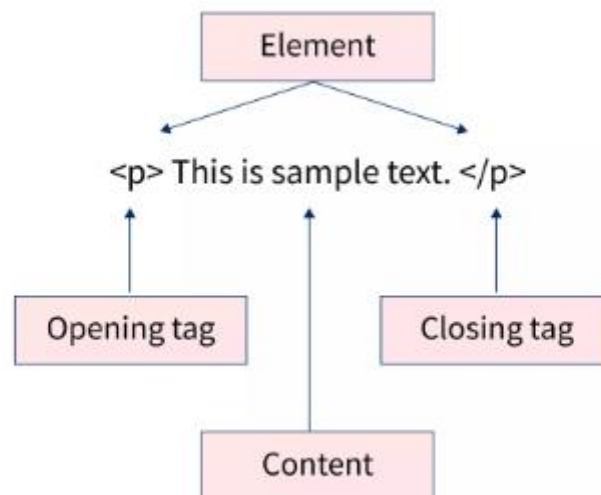 Element
<p> This is sample text. </p>
Opening tag
Closing tag
Content